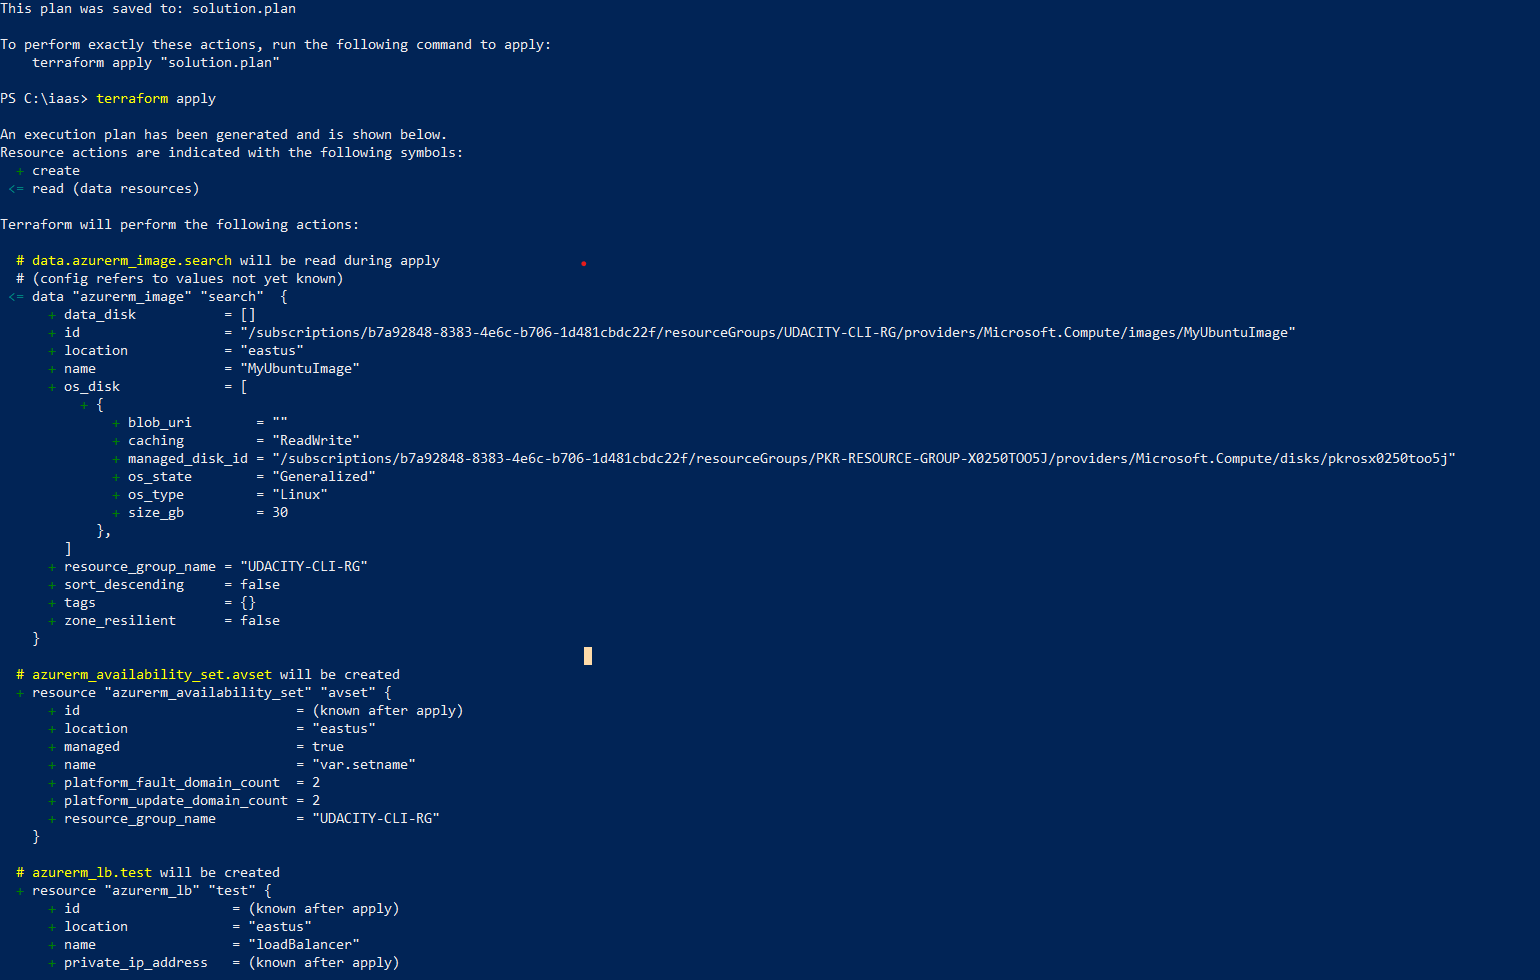 This plan was saved to: solution.plan
To perform exactly these actions, run the following command to apply:
    terraform apply "solution.plan"
PS C:\iaas> terraform apply
An execution plan has been generated and is shown below.
Resource actions are indicated with the following symbols:
  + create
 <= read (data resources)
Terraform will perform the following actions:
  # data.azurerm_image.search will be read during apply
  # (config refers to values not yet known)
 <= data "azurerm_image" "search"  {
      + data_disk           = []
      + id                  = "/subscriptions/b7a92848-8383-4e6c-b706-1d481cbdc22f/resourceGroups/UDACITY-CLI-RG/providers/Microsoft.Compute/images/MyUbuntuImage"
      + location            = "eastus"
      + name                = "MyUbuntuImage"
      + os_disk             = [
          + {
              + blob_uri        = ""
              + caching         = "ReadWrite"
              + managed_disk_id = "/subscriptions/b7a92848-8383-4e6c-b706-1d481cbdc22f/resourceGroups/PKR-RESOURCE-GROUP-X0250TOO5J/providers/Microsoft.Compute/disks/pkrosx0250too5j"
              + os_state        = "Generalized"
              + os_type         = "Linux"
              + size_gb         = 30
            },
        ]
      + resource_group_name = "UDACITY-CLI-RG"
      + sort_descending     = false
      + tags                = {}
      + zone_resilient      = false
    }
  # azurerm_availability_set.avset will be created
  + resource "azurerm_availability_set" "avset" {
      + id                           = (known after apply)
      + location                     = "eastus"
      + managed                      = true
      + name                         = "var.setname"
      + platform_fault_domain_count  = 2
      + platform_update_domain_count = 2
      + resource_group_name          = "UDACITY-CLI-RG"
    }
  # azurerm_lb.test will be created
  + resource "azurerm_lb" "test" {
      + id                   = (known after apply)
      + location             = "eastus"
      + name                 = "loadBalancer"
      + private_ip_address   = (known after apply)